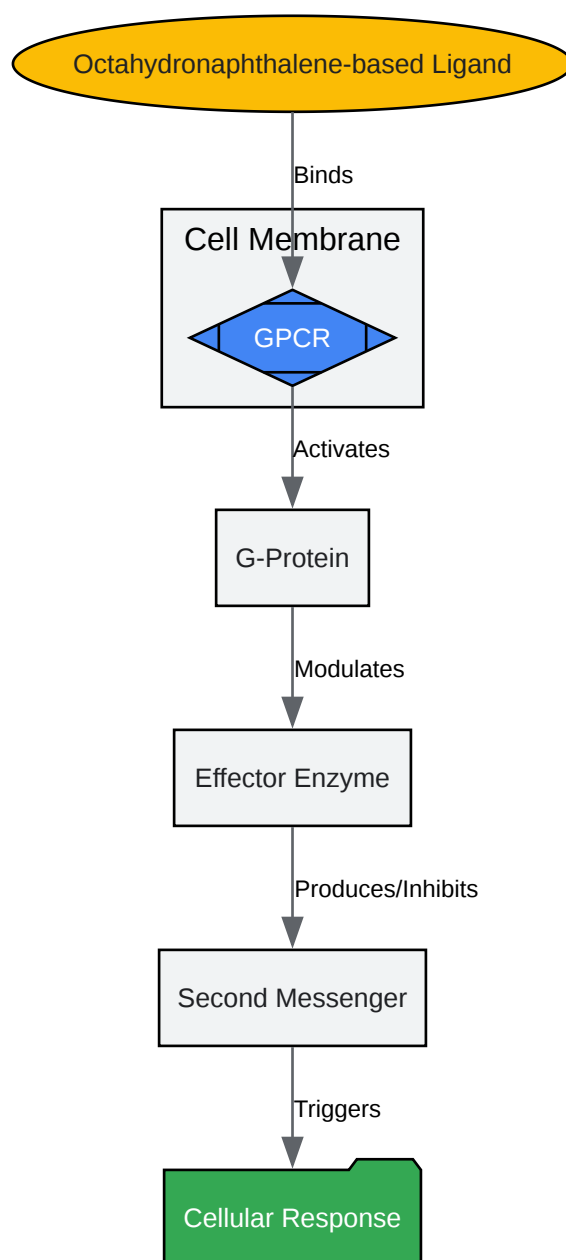 Octahydronaphthalene-based Ligand
Binds
Cell Membrane
GPCR
Activates
G-Protein
Modulates
Effector Enzyme
Produces/Inhibits
Second Messenger
Triggers
Cellular Response